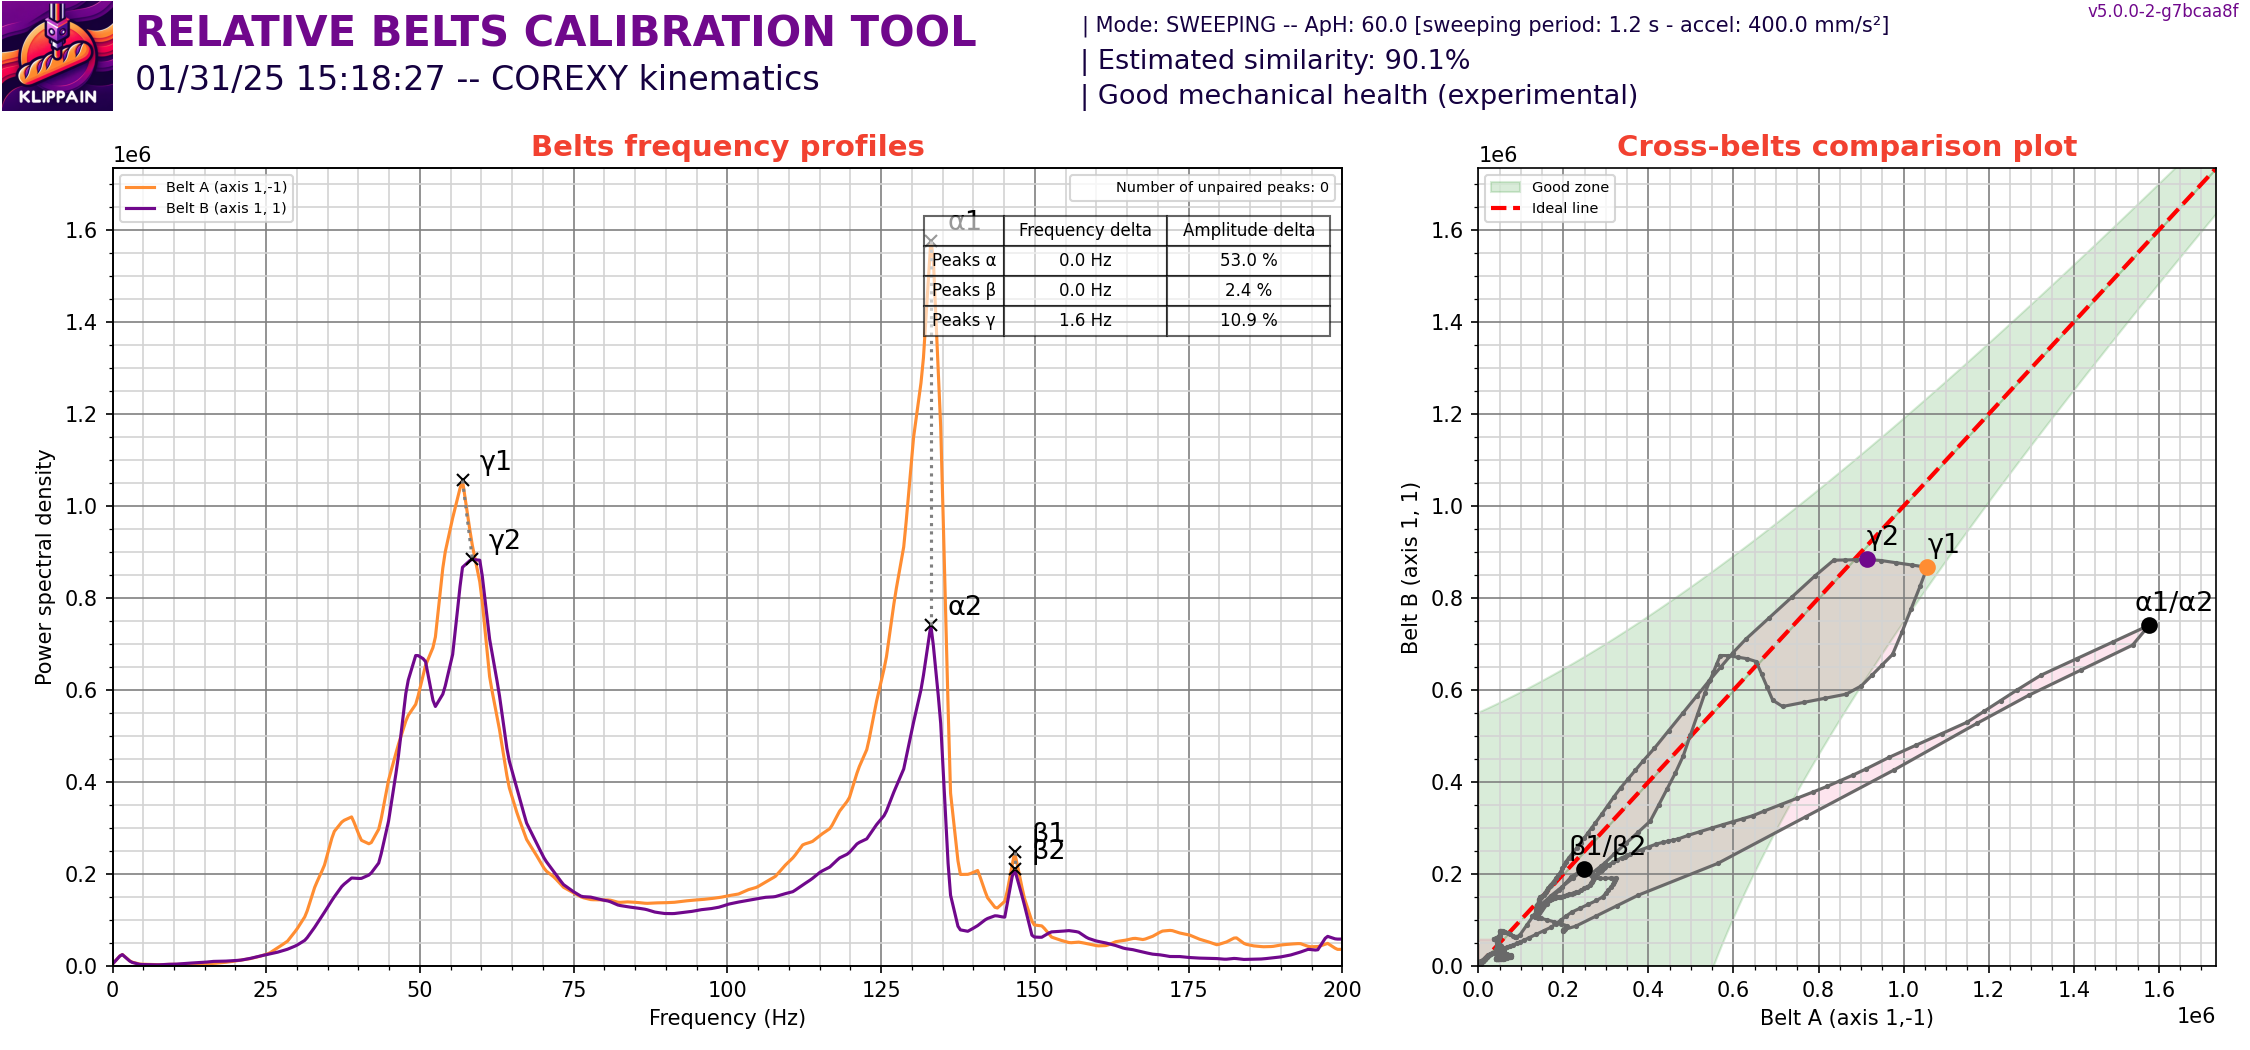 KLIPPAIN
RELATIVE BELTS CALIBRATION TOOL
01/31/25 15:18:27 -- COREXY kinematics
| Mode: SWEEPING -- ApH: 60.0 [sweeping period: 1.2 s - accel: 400.0 mm/s²]
| Estimated similarity: 90.1%
| Good mechanical health (experimental)
v5.0.0-2-g7bcaa8f
Belts frequency profiles
1e6
Belt A (axis 1,-1)
Belt B (axis 1, 1)
Number of unpaired peaks: 0
Frequency delta Amplitude delta
Peaks α 0.0 Hz 53.0 %
Peaks β 0.0 Hz 2.4 %
Peaks γ 1.6 Hz 10.9 %
α1
α2
γ1
γ2
β1
β2
1.6
1.4
1.2
1.0
0.8
0.6
0.4
0.2
0.0
Power spectral density
0 25 50 75 100 125 150 175 200
Frequency (Hz)
Cross-belts comparison plot
1e6
Good zone
Ideal line
γ2
γ1
α1/α2
β1/β2
1.6
1.4
1.2
1.0
0.8
0.6
0.4
0.2
0.0
Belt B (axis 1, 1)
0.0 0.2 0.4 0.6 0.8 1.0 1.2 1.4 1.6
Belt A (axis 1,-1)
1e6